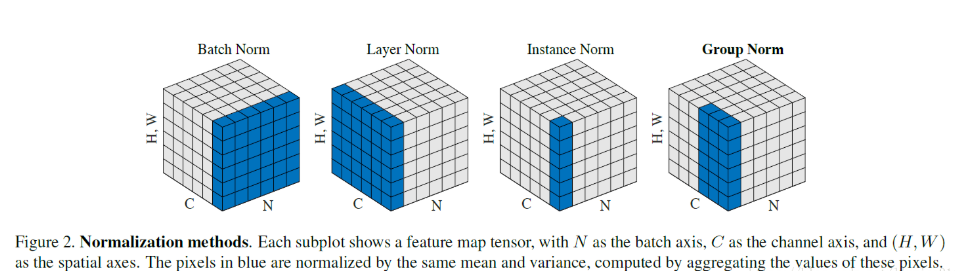 Batch Norm
Layer Norm
Instance Norm
Group Norm
H, W
C
N
H, W
C
N
H, W
C
N
H, W
C
N
Figure 2. Normalization methods. Each subplot shows a feature map tensor, with N as the batch axis, C as the channel axis, and (H, W)
as the spatial axes. The pixels in blue are normalized by the same mean and variance, computed by aggregating the values of these pixels.